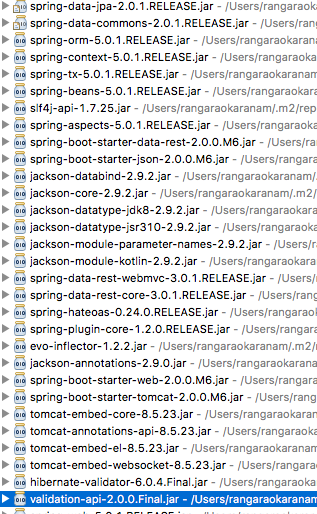 spring-data-jpa-2.0.1.RELEASE.jar - /Users/rangaraokarana
spring-data-commons-2.0.1.RELEASE.jar - /Users/rangaraok
spring-orm-5.0.1.RELEASE.jar - /Users/rangaraokaranam/.m
spring-context-5.0.1.RELEASE.jar - /Users/rangaraokaranam
spring-tx-5.0.1.RELEASE.jar - /Users/rangaraokaranam/.m2
spring-beans-5.0.1.RELEASE.jar - /Users/rangaraokaranam/
slf4j-api-1.7.25.jar - /Users/rangaraokaranam/.m2/rep
spring-aspects-5.0.1.RELEASE.jar - /Users/rangaraokaranam
spring-boot-starter-data-rest-2.0.0.M6.jar - /Users/rangara
spring-boot-starter-json-2.0.0.M6.jar - /Users/rangaraokar
jackson-databind-2.9.2.jar - /Users/rangaraokaranam/
jackson-core-2.9.2.jar - /Users/rangaraokaranam/.m2/
jackson-datatype-jdk8-2.9.2.jar - /Users/rangaraokaranam
jackson-datatype-jsr310-2.9.2.jar - /Users/rangaraokarana
jackson-module-parameter-names-2.9.2.jar - /Users/ranga
jackson-module-kotlin-2.9.2.jar - /Users/rangaraokaranam/
spring-data-rest-webmvc-3.0.1.RELEASE.jar - /Users/rang
spring-data-rest-core-3.0.1.RELEASE.jar - /Users/rangarao
spring-hateoas-0.24.0.RELEASE.jar - /Users/rangaraokaran
spring-plugin-core-1.2.0.RELEASE.jar - /Users/rangaraoka
evo-inflector-1.2.2.jar - /Users/rangaraokaranam/.m2/r
jackson-annotations-2.9.0.jar - /Users/rangaraokaranam
spring-boot-starter-web-2.0.0.M6.jar - /Users/rangaraokar
spring-boot-starter-tomcat-2.0.0.M6.jar - /Users/rangarao
tomcat-embed-core-8.5.23.jar - /Users/rangaraokaranam
tomcat-annotations-api-8.5.23.jar - /Users/rangaraokaran
tomcat-embed-el-8.5.23.jar - /Users/rangaraokaranam/
tomcat-embed-websocket-8.5.23.jar - /Users/rangaraoka
hibernate-validator-6.0.4.Final.jar - /Users/rangaraokarana
validation-api-2.0.0.Final.jar - /Users/rangaraokaranam